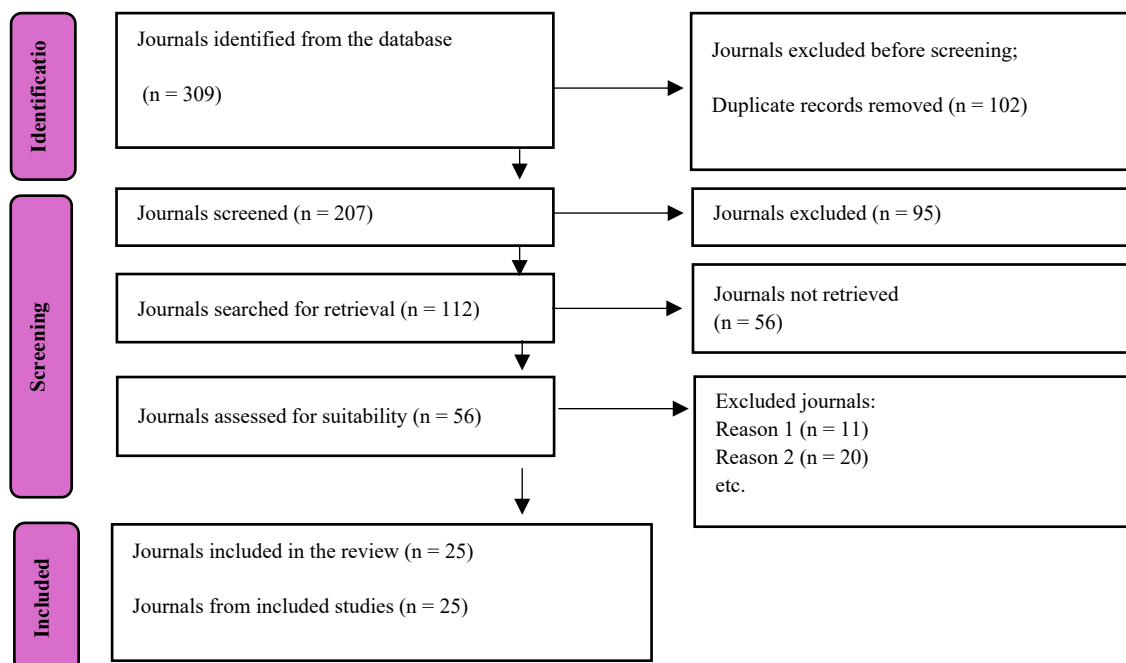 Identificatio
Journals identified from the database
(n = 309)
Journals excluded before screening;
Duplicate records removed (n = 102)
Screening
Journals screened (n = 207)
Journals excluded (n = 95)
Journals searched for retrieval (n = 112)
Journals not retrieved
(n = 56)
Journals assessed for suitability (n = 56)
Excluded journals:
Reason 1 (n = 11)
Reason 2 (n = 20)
etc.
Included
Journals included in the review (n = 25)
Journals from included studies (n = 25)